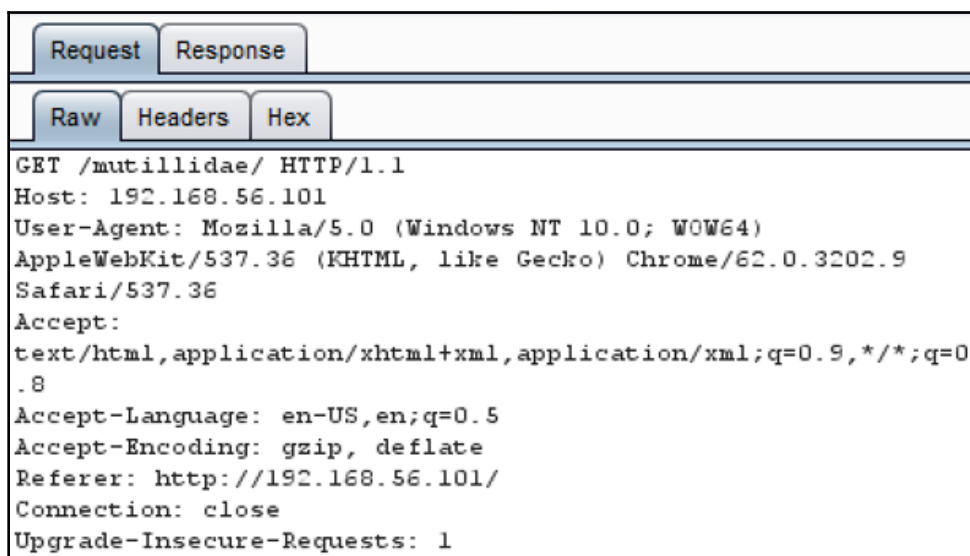 Request Response
Raw Headers Hex
GET /mutillidae/ HTTP/1.1
Host: 192.168.56.101
User-Agent: Mozilla/5.0 (Windows NT 10.0; WOW64)
AppleWebKit/537.36 (KHTML, like Gecko) Chrome/62.0.3202.9
Safari/537.36
Accept:
text/html,application/xhtml+xml,application/xml;q=0.9,*/*;q=0
.8
Accept-Language: en-US,en;q=0.5
Accept-Encoding: gzip, deflate
Referer: http://192.168.56.101/
Connection: close
Upgrade-Insecure-Requests: 1